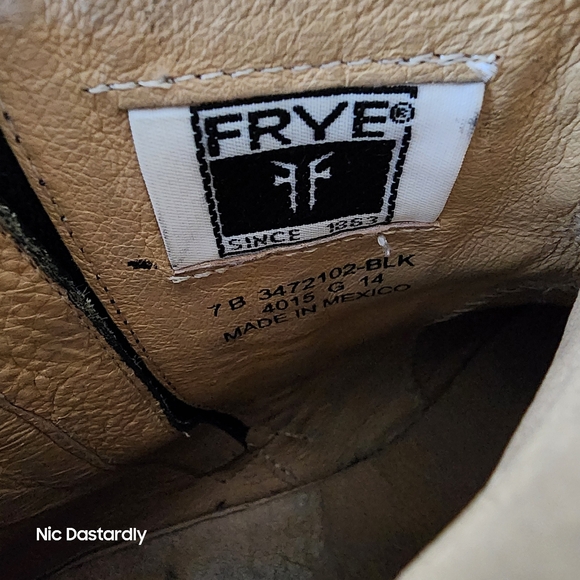 FRYE®
SINCE 1863
7 B 3472102-BLK
4015 G 14
MADE IN MEXICO
Nic Dastardly